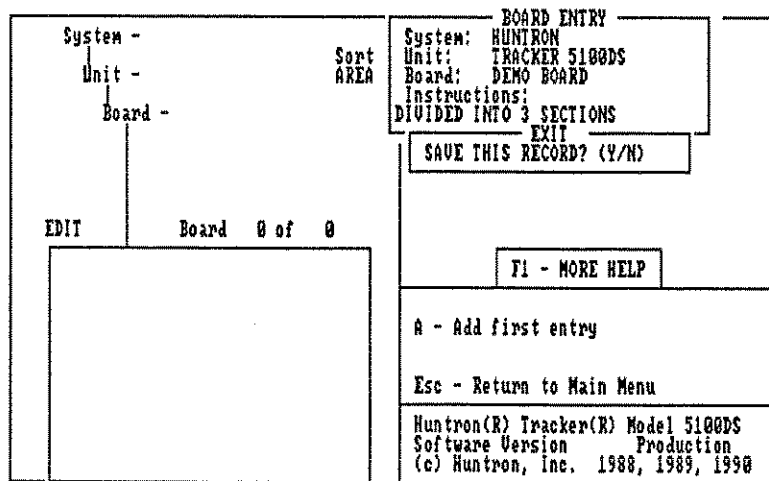 System -
Unit -
Board -
Sort
AREA
BOARD ENTRY
System: HUNTRON
Unit: TRACKER 5100DS
Board: DEMO BOARD
Instructions:
DIVIDED INTO 3 SECTIONS
EXIT
SAVE THIS RECORD? (Y/N)
EDIT Board 0 of 0
F1 - MORE HELP
A - Add first entry
Esc - Return to Main Menu
Huntron(R) Tracker(R) Model 5100DS
Software Version Production
(c) Huntron, Inc. 1988, 1989, 1990